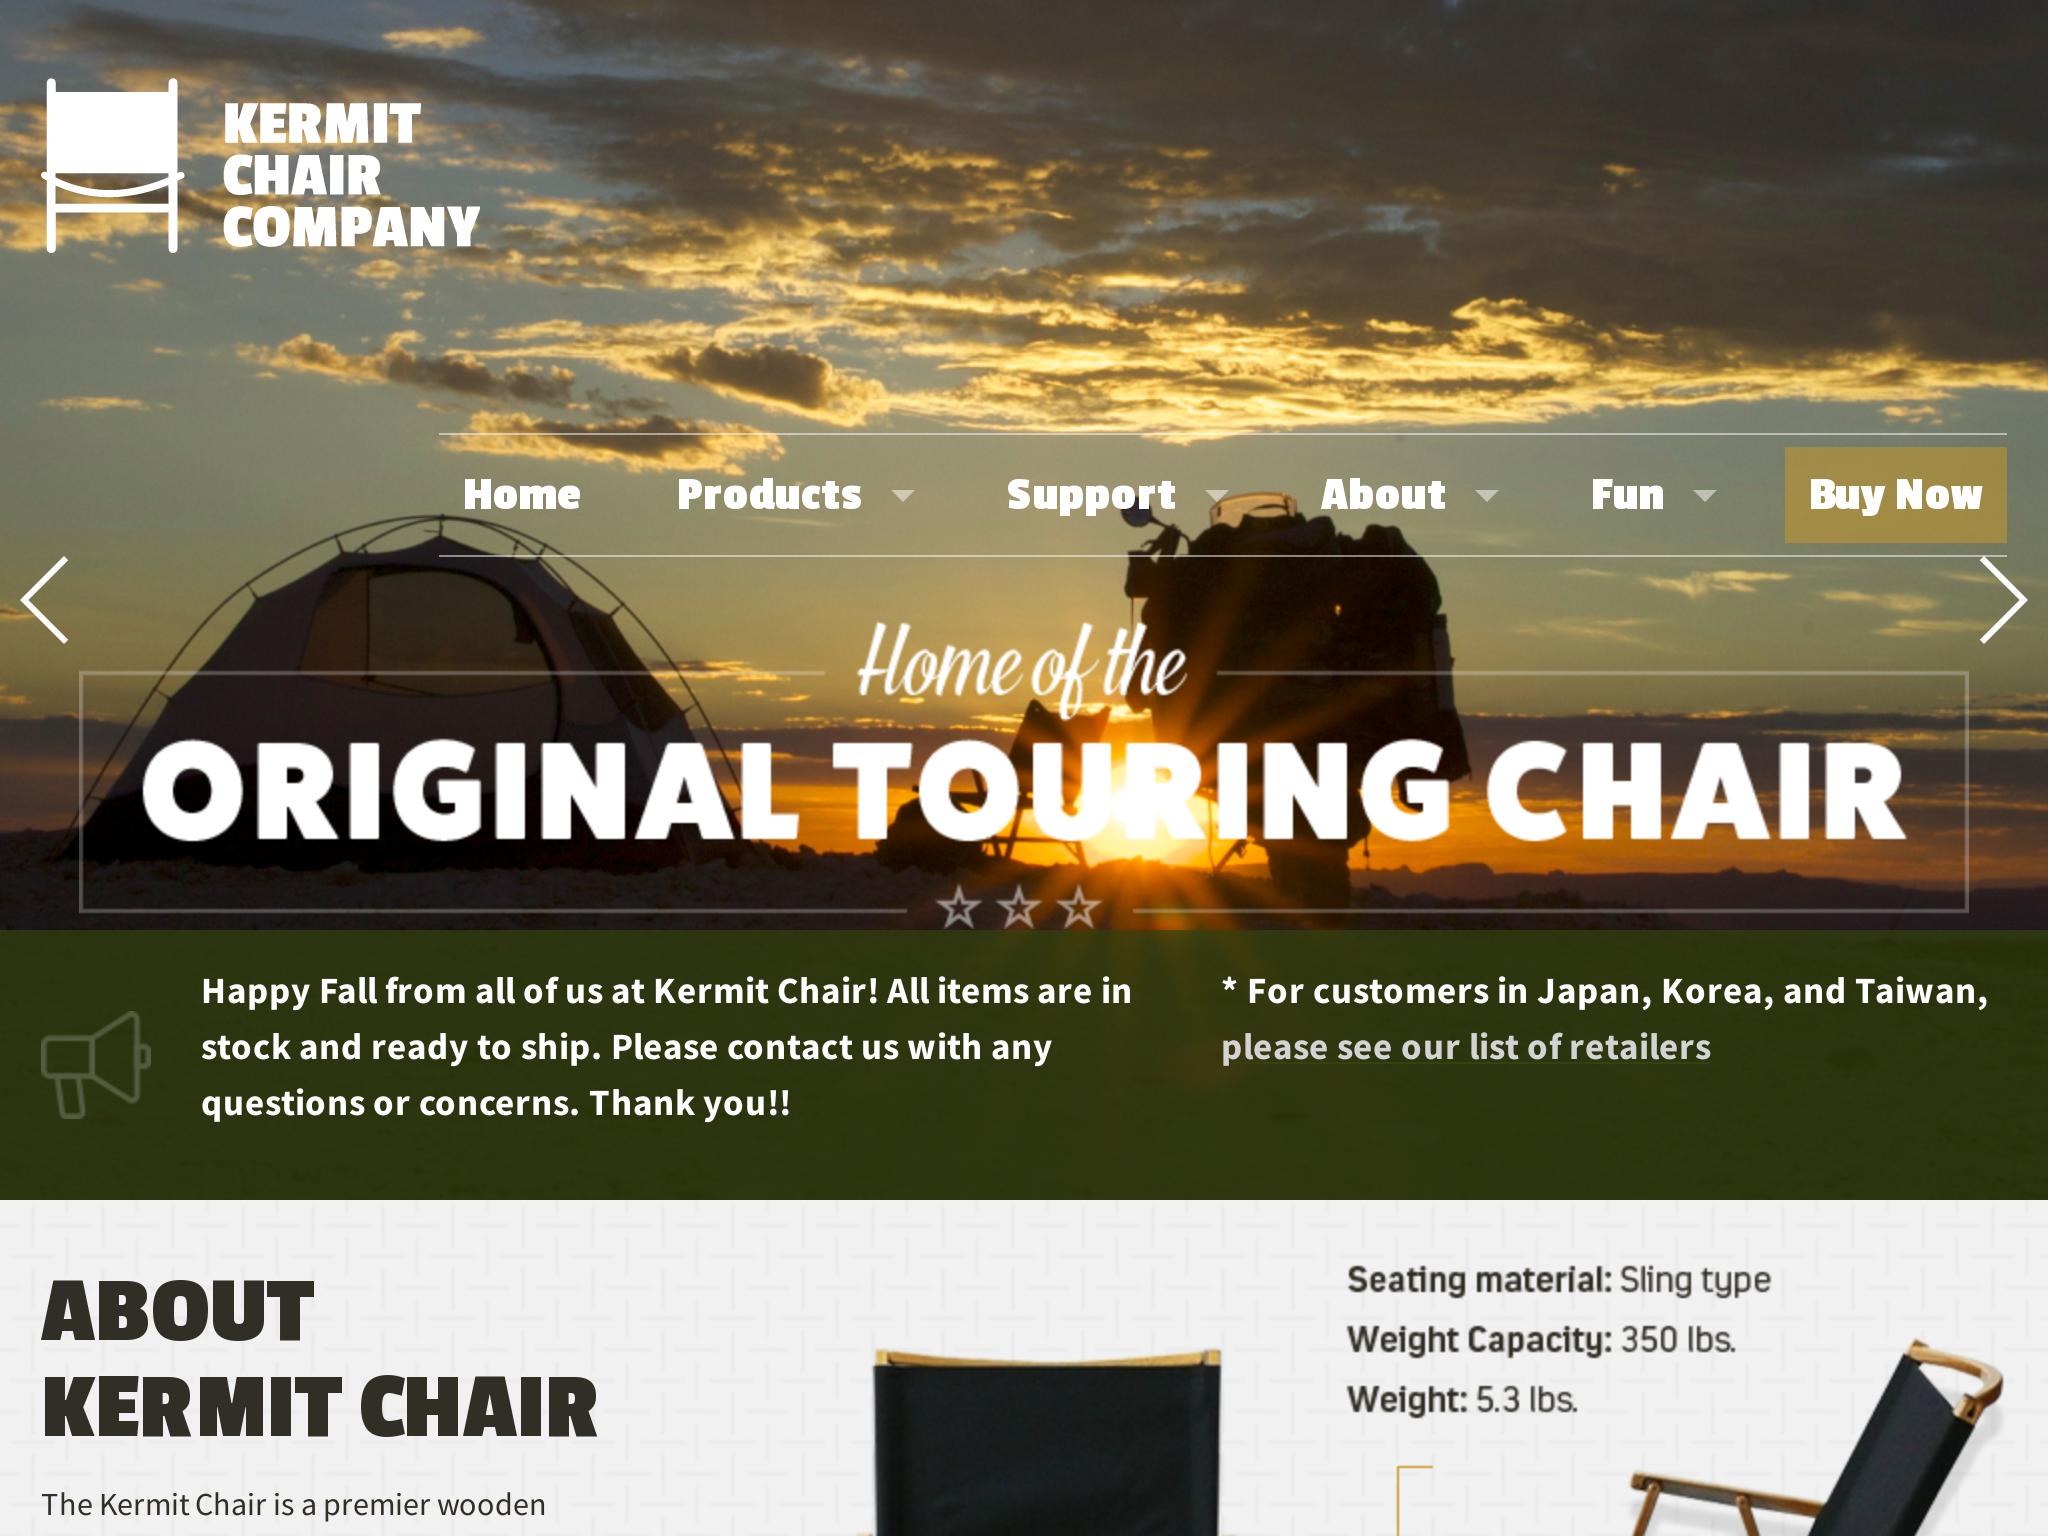 KERMIT
CHAIR
COMPANY
Home Products Support About Fun Buy Now
Home of the
ORIGINAL TOURING CHAIR
Happy Fall from all of us at Kermit Chair! All items are in
stock and ready to ship. Please contact us with any
questions or concerns. Thank you!!
* For customers in Japan, Korea, and Taiwan,
please see our list of retailers
ABOUT
KERMIT CHAIR
The Kermit Chair is a premier wooden
Seating material: Sling type
Weight Capacity: 350 lbs.
Weight: 5.3 lbs.